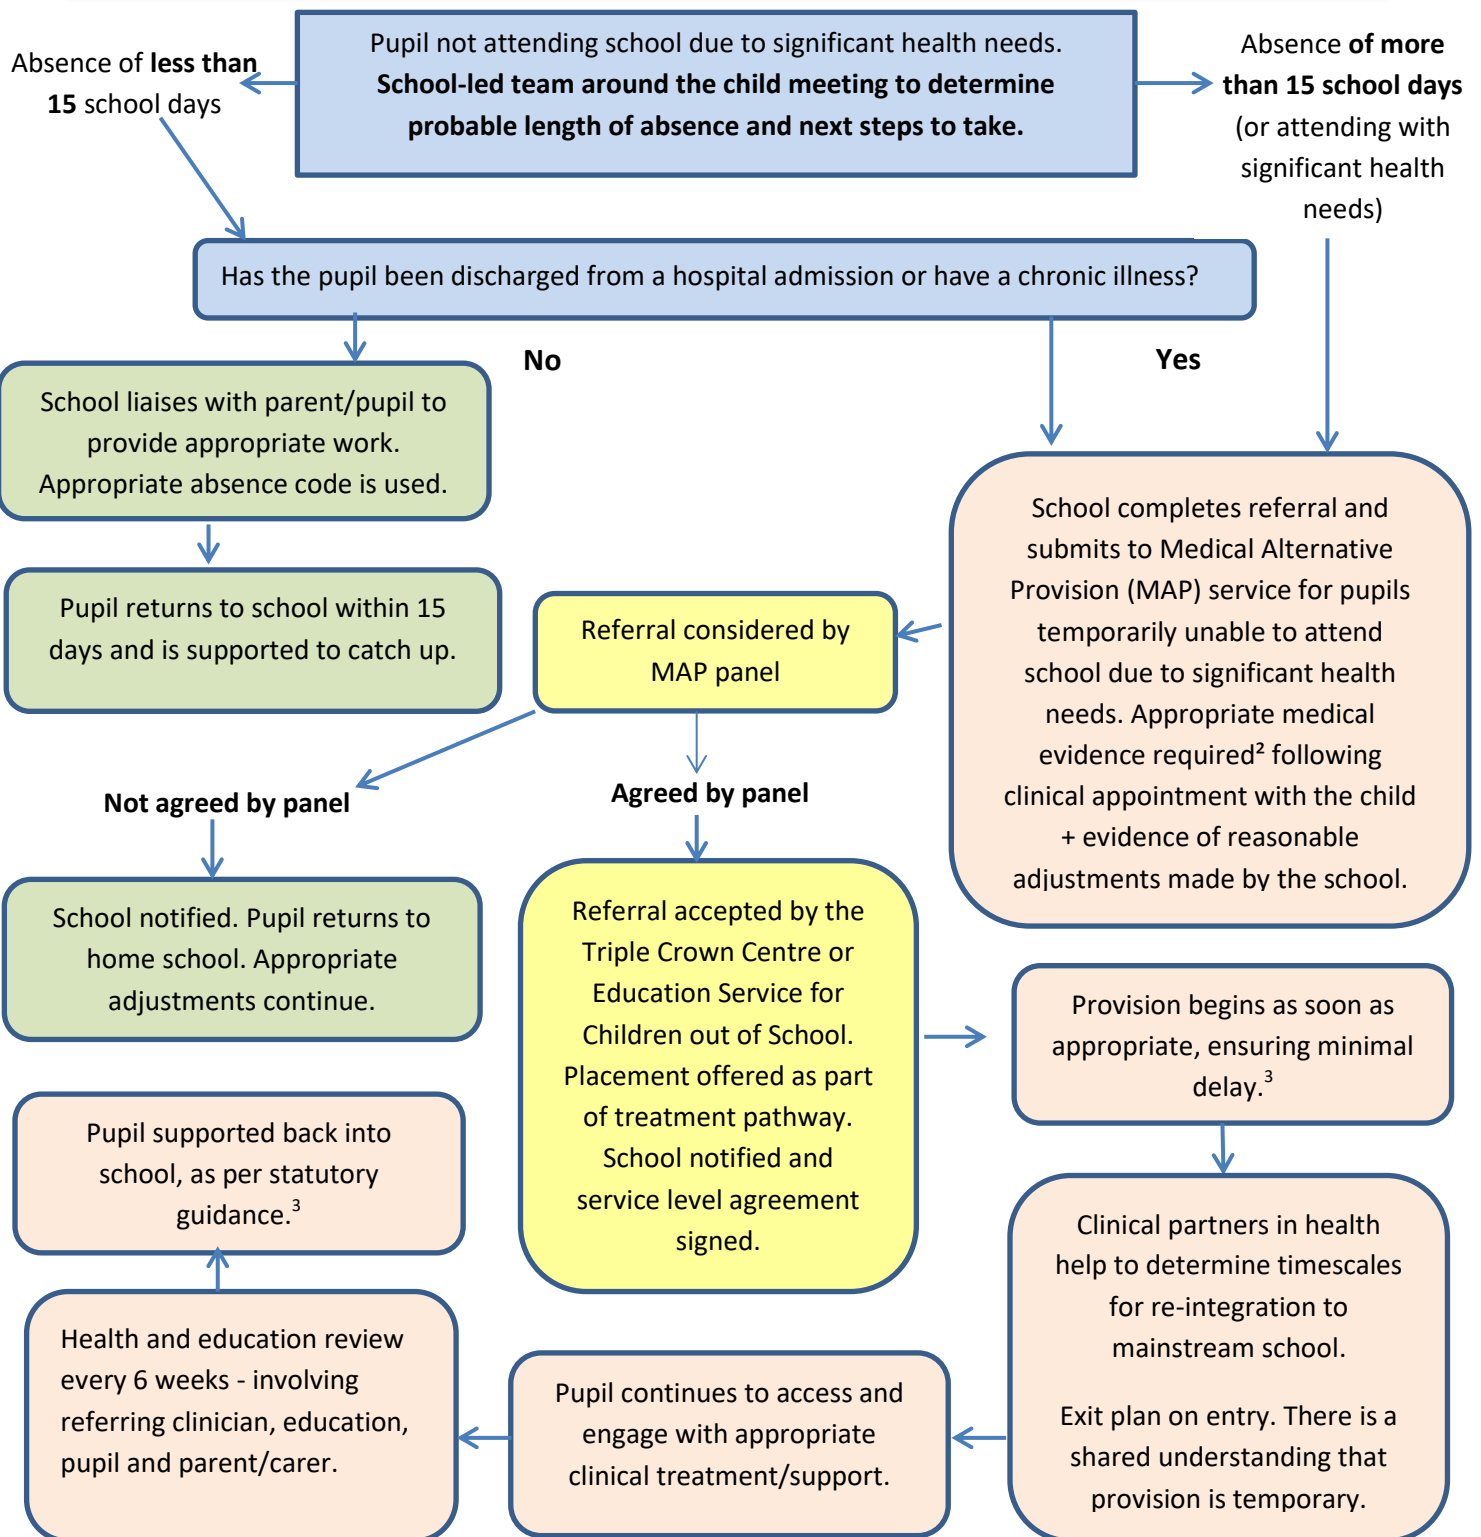 Pupil not attending school due to significant health needs.
School-led team around the child meeting to determine
probable length of absence and next steps to take.
Absence of less than
15 school days
Absence of more
than 15 school days
(or attending with
significant health
needs)
Has the pupil been discharged from a hospital admission or have a chronic illness?
No
Yes
School liaises with parent/pupil to
provide appropriate work.
Appropriate absence code is used.
Pupil returns to school within 15
days and is supported to catch up.
School completes referral and
submits to Medical Alternative
Provision (MAP) service for pupils
temporarily unable to attend
school due to significant health
needs. Appropriate medical
evidence required² following
clinical appointment with the child
+ evidence of reasonable
adjustments made by the school.
Referral considered by
MAP panel
Not agreed by panel
Agreed by panel
School notified. Pupil returns to
home school. Appropriate
adjustments continue.
Referral accepted by the
Triple Crown Centre or
Education Service for
Children out of School.
Placement offered as part
of treatment pathway.
School notified and
service level agreement
signed.
Provision begins as soon as
appropriate, ensuring minimal
delay.³
Clinical partners in health
help to determine timescales
for re-integration to
mainstream school.
Exit plan on entry. There is a
shared understanding that
provision is temporary.
Pupil continues to access and
engage with appropriate
clinical treatment/support.
Health and education review
every 6 weeks - involving
referring clinician, education,
pupil and parent/carer.
Pupil supported back into
school, as per statutory
guidance.³